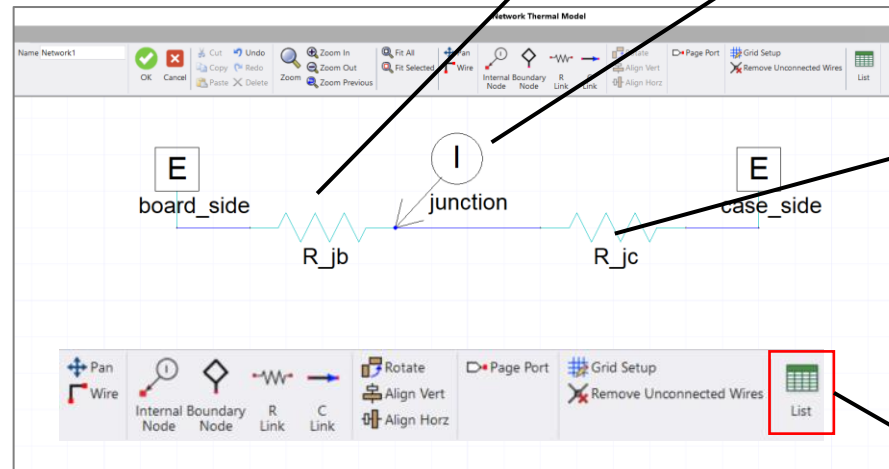 Network Thermal Model
Name Network1
OK
Cancel
Cut
Copy
Paste
Undo
Redo
Delete
Zoom
Zoom In
Zoom Out
Zoom Previous
Fit All
Fit Selected
Pan
Wire
Internal Node
Boundary Node
R Link
Link
Rotate
Align Vert
Align Horz
Page Port
Grid Setup
Remove Unconnected Wires
List
E
I
E
board_side
junction
case_side
R_jb
R_jc
Pan
Wire
Internal Node
Boundary Node
R Link
C Link
Rotate
Align Vert
Align Horz
Page Port
Grid Setup
Remove Unconnected Wires
List